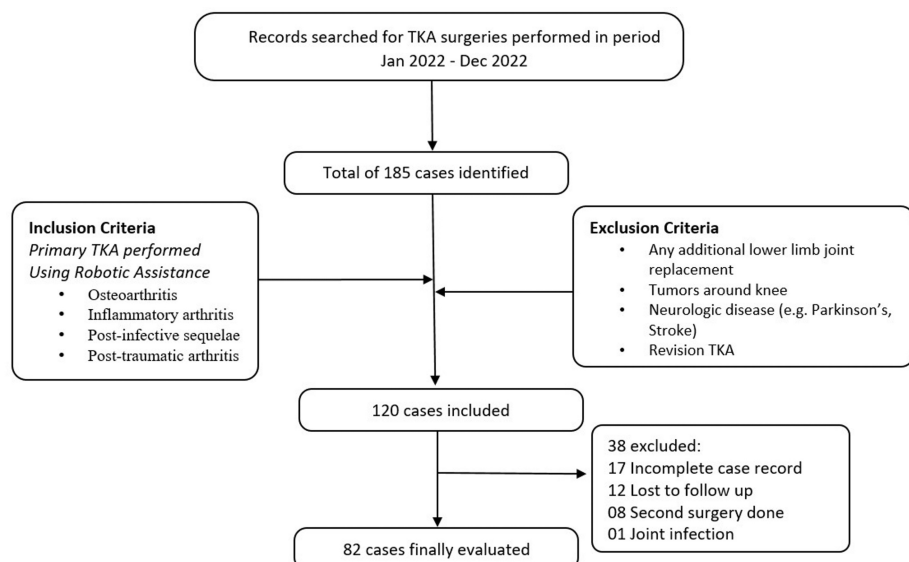 Records searched for TKA surgeries performed in period
Jan 2022 - Dec 2022
Total of 185 cases identified
Inclusion Criteria
Primary TKA performed
Using Robotic Assistance
• Osteoarthritis
• Inflammatory arthritis
• Post-infective sequelae
• Post-traumatic arthritis
Exclusion Criteria
• Any additional lower limb joint
replacement
• Tumors around knee
• Neurologic disease (e.g. Parkinson’s,
Stroke)
• Revision TKA
120 cases included
38 excluded:
17 Incomplete case record
12 Lost to follow up
08 Second surgery done
01 Joint infection
82 cases finally evaluated